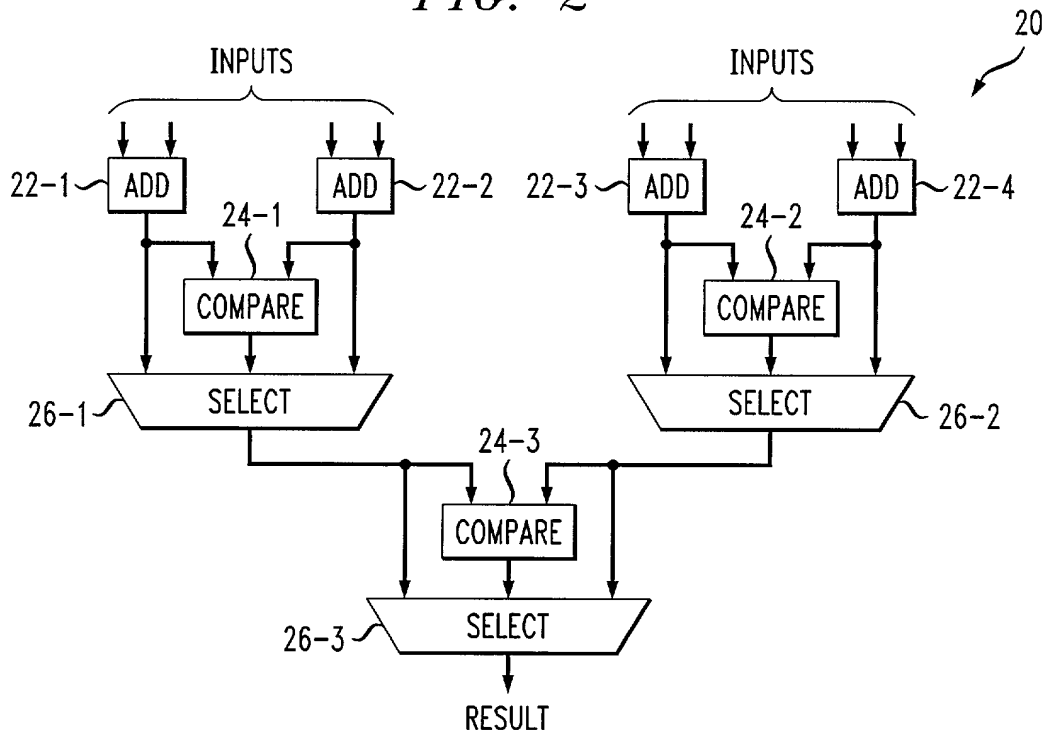 FIG. 2
20
INPUTS INPUTS
22-1 ADD ADD 22-2 22-3 ADD ADD 22-4
24-1 24-2
COMPARE COMPARE
26-1 SELECT SELECT 26-2
24-3
COMPARE
26-3 SELECT
RESULT